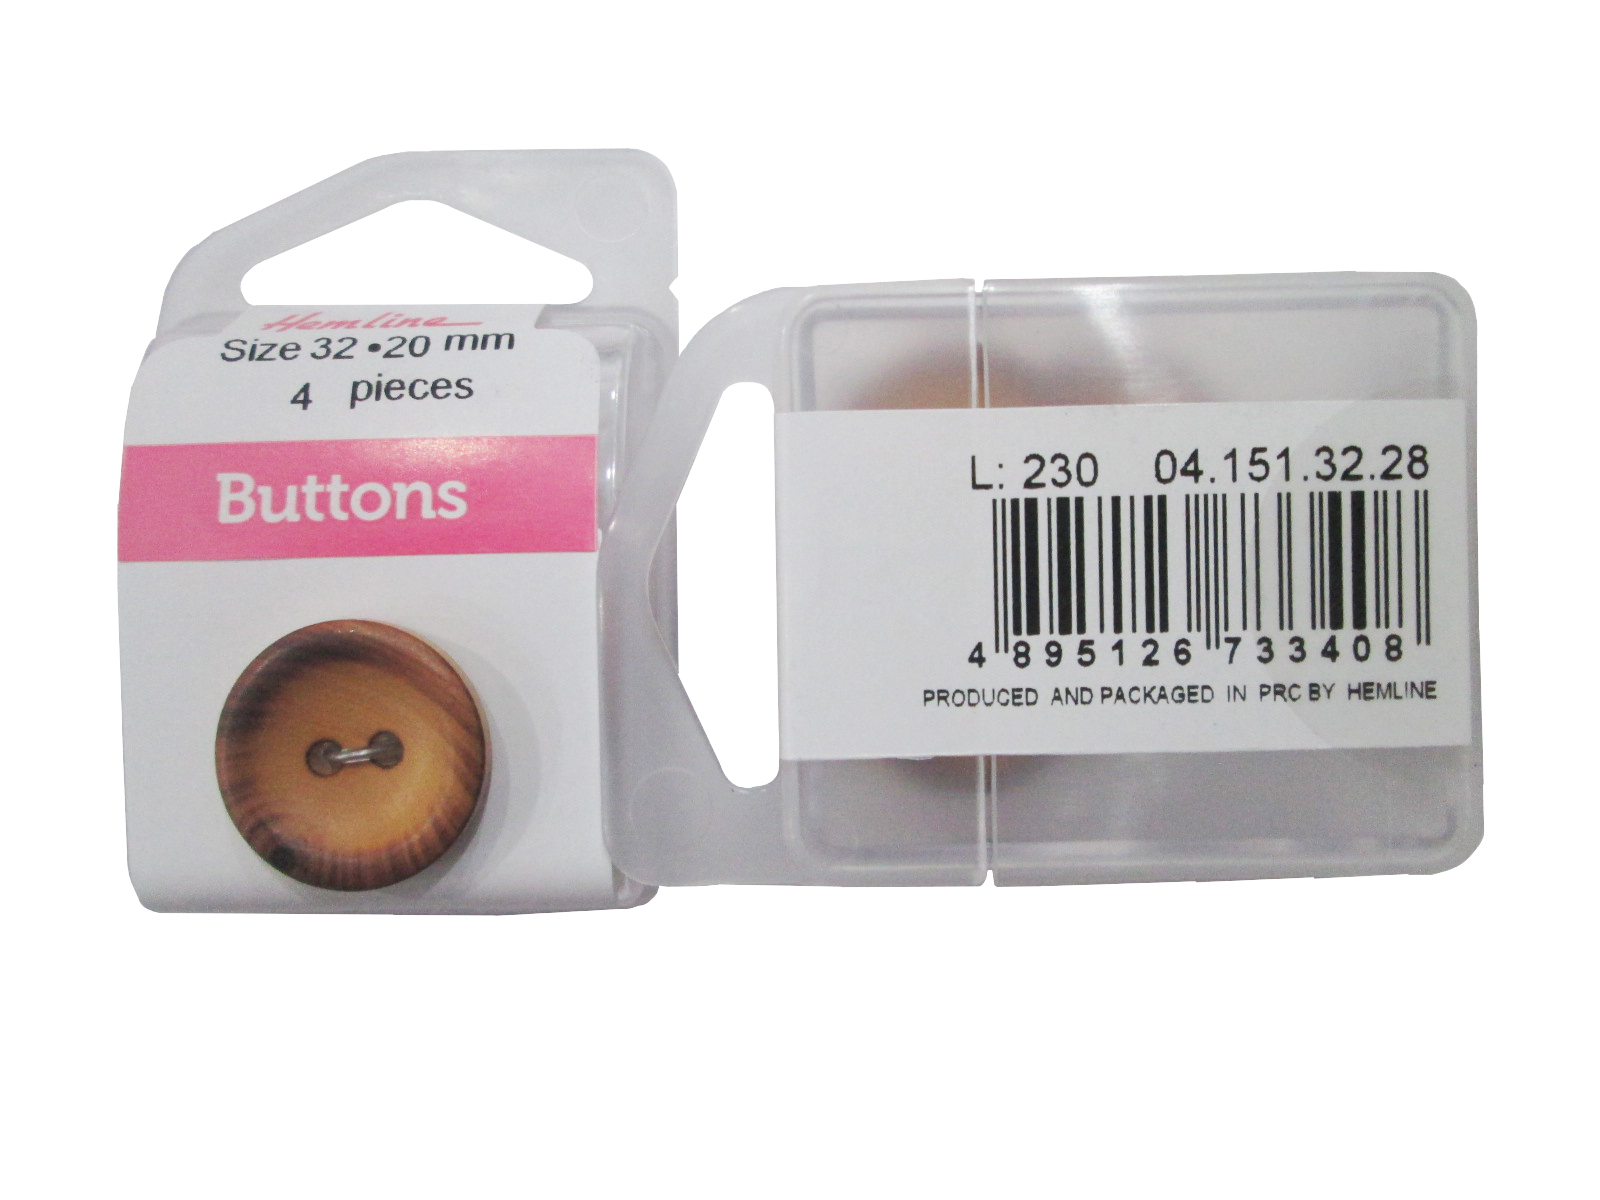 Hemline
Size 32 • 20 mm
4 pieces
Buttons
L: 230 04.151.32.28
4 895126 733408
PRODUCED AND PACKAGED IN PRC BY HEMLINE